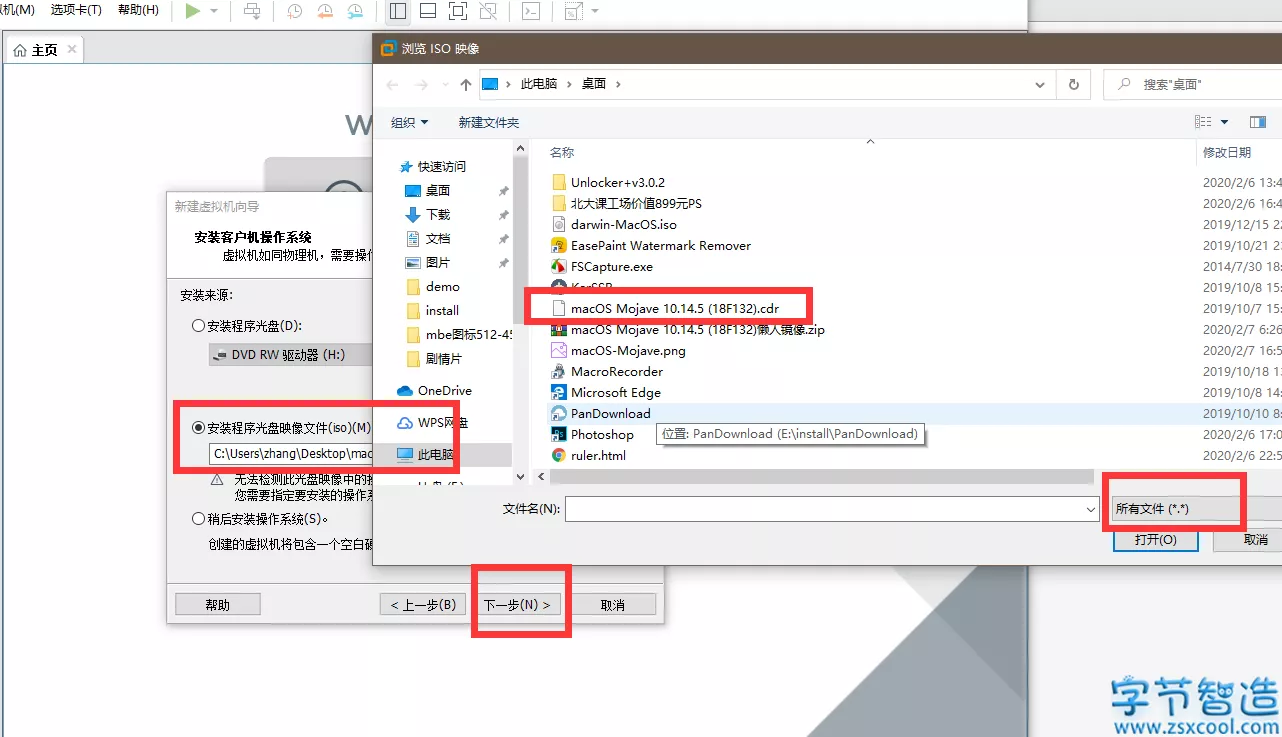 机(M) 选项卡(T) 帮助(H)
主页
W
新建虚拟机向导
安装客户机操作系统
虚拟机如同物理机，需要操
安装来源:
安装程序光盘(D):
DVD RW 驱动器 (H:)
安装程序光盘映像文件(iso)(M)
C:\Users\zhang\Desktop\mac
无法检测此光盘映像中的
您需要指定要安装的操作系
稍后安装操作系统(S)。
创建的虚拟机将包含一个空白硬
帮助
< 上一步(B)
下一步(N) >
取消
浏览 ISO 映像
此电脑 › 桌面 ›
搜索"桌面"
组织
新建文件夹
快速访问
桌面
下载
文档
图片
demo
install
mbe图标512-45
剧情片
OneDrive
WPS网盘
此电脑
名称
修改日期
Unlocker+v3.0.2 2020/2/6 13:4
北大课工场价值899元PS 2020/2/6 16:4
darwin-MacOS.iso 2019/12/15 2
EasePaint Watermark Remover 2019/10/21 2
FSCapture.exe 2014/7/30 18:
2019/10/8 15:
macOS Mojave 10.14.5 (18F132).cdr 2019/10/7 15:
macOS Mojave 10.14.5 (18F132)懒人镜像.zip 2020/2/7 6:26
macOS-Mojave.png 2020/2/7 16:5
MacroRecorder 2019/10/18 1
Microsoft Edge 2019/10/8 14:
PanDownload 2019/10/10 8:
Photoshop 2020/2/6 17:0
ruler.html 2020/2/6 22:5
位置: PanDownload (E:\install\PanDownload)
文件名(N):
所有文件 (*.*)
打开(O)
取消
字节智造
www.zsxcool.com